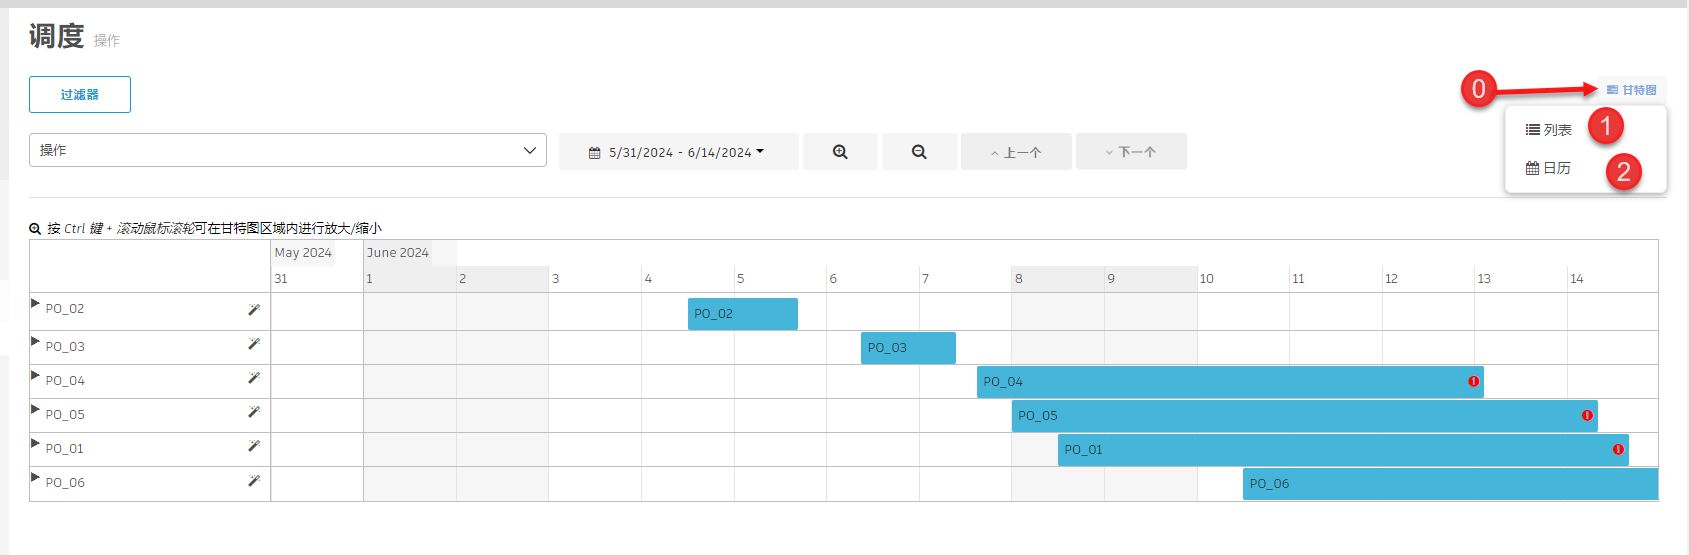 调度 操作
过滤器
0
甘特图
列表 1
日历 2
操作
5/31/2024 - 6/14/2024
上一个
下一个
按 Ctrl 键 + 滚动鼠标滚轮可在甘特图区域内进行放大/缩小
May 2024 June 2024
31 1 2 3 4 5 6 7 8 9 10 11 12 13 14
PO_02 PO_02
PO_03 PO_03
PO_04 PO_04
PO_05 PO_05
PO_01 PO_01
PO_06 PO_06